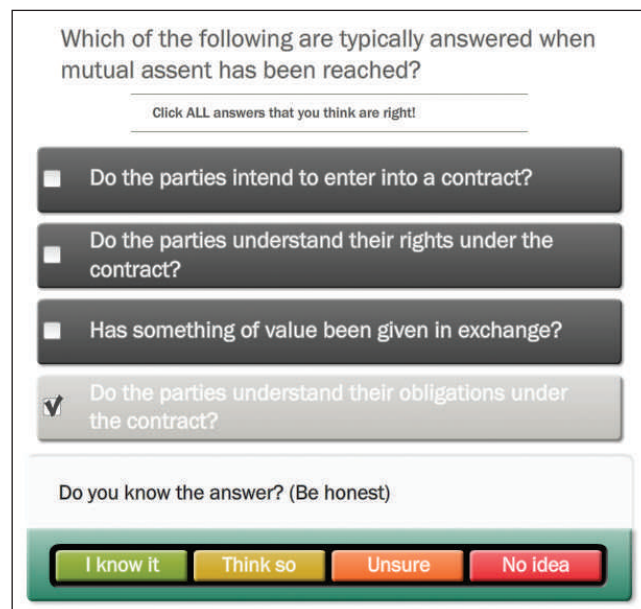 Which of the following are typically answered when
mutual assent has been reached?
Click ALL answers that you think are right!
Do the parties intend to enter into a contract?
Do the parties understand their rights under the
contract?
Has something of value been given in exchange?
Do the parties understand their obligations under
the contract?
Do you know the answer? (Be honest)
I know it
Think so
Unsure
No idea